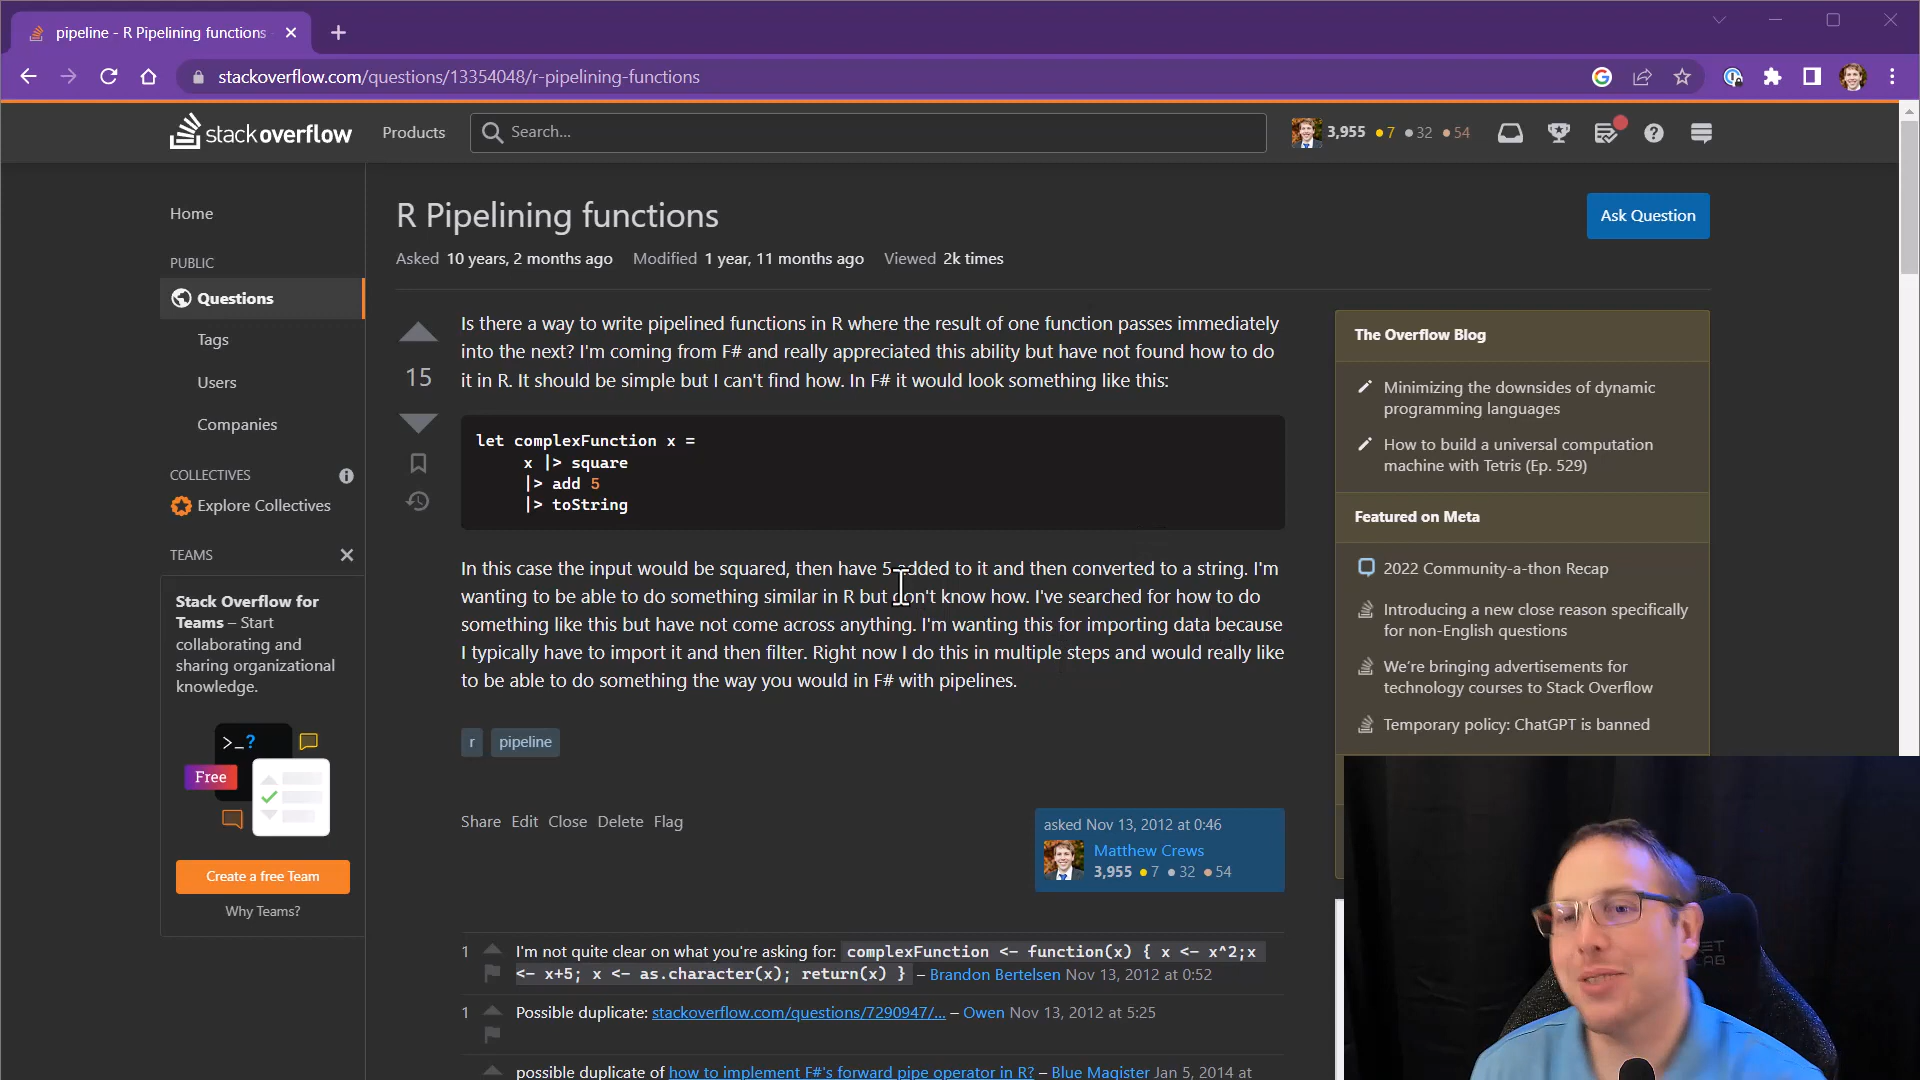 pipeline - R Pipelining functions
stackoverflow.com/questions/13354048/r-pipelining-functions
stackoverflow
Products
Search...
3,955 7 32 54
Home
PUBLIC
Questions
Tags
Users
Companies
COLLECTIVES
Explore Collectives
TEAMS
Stack Overflow for
Teams – Start
collaborating and
sharing organizational
knowledge.
>_?
Free
Create a free Team
Why Teams?
R Pipelining functions
Ask Question
Asked 10 years, 2 months ago Modified 1 year, 11 months ago Viewed 2k times
15
Is there a way to write pipelined functions in R where the result of one function passes immediately
into the next? I'm coming from F# and really appreciated this ability but have not found how to do
it in R. It should be simple but I can't find how. In F# it would look something like this:
let complexFunction x =
x |> square
|> add 5
|> toString
In this case the input would be squared, then have 5 added to it and then converted to a string. I'm
wanting to be able to do something similar in R but don't know how. I've searched for how to do
something like this but have not come across anything. I'm wanting this for importing data because
I typically have to import it and then filter. Right now I do this in multiple steps and would really like
to be able to do something the way you would in F# with pipelines.
r pipeline
Share Edit Close Delete Flag
asked Nov 13, 2012 at 0:46
Matthew Crews
3,955 7 32 54
1 I'm not quite clear on what you're asking for: complexFunction <- function(x) { x <- x^2;x
<- x+5; x <- as.character(x); return(x) } – Brandon Bertelsen Nov 13, 2012 at 0:52
1 Possible duplicate: stackoverflow.com/questions/7290947/... – Owen Nov 13, 2012 at 5:25
possible duplicate of how to implement F#'s forward pipe operator in R? – Blue Magister Jan 5, 2014 at
The Overflow Blog
Minimizing the downsides of dynamic
programming languages
How to build a universal computation
machine with Tetris (Ep. 529)
Featured on Meta
2022 Community-a-thon Recap
Introducing a new close reason specifically
for non-English questions
We're bringing advertisements for
technology courses to Stack Overflow
Temporary policy: ChatGPT is banned